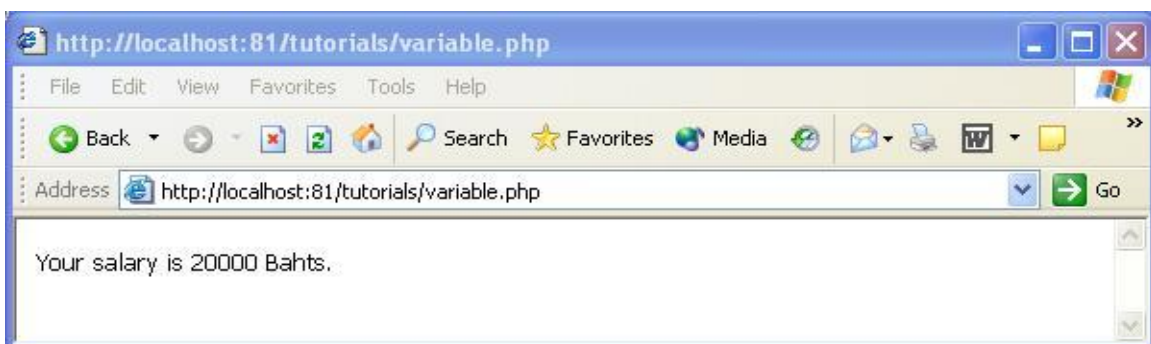 http://localhost:81/tutorials/variable.php
File Edit View Favorites Tools Help
Back Search Favorites Media W »
Address http://localhost:81/tutorials/variable.php Go
Your salary is 20000 Bahts.